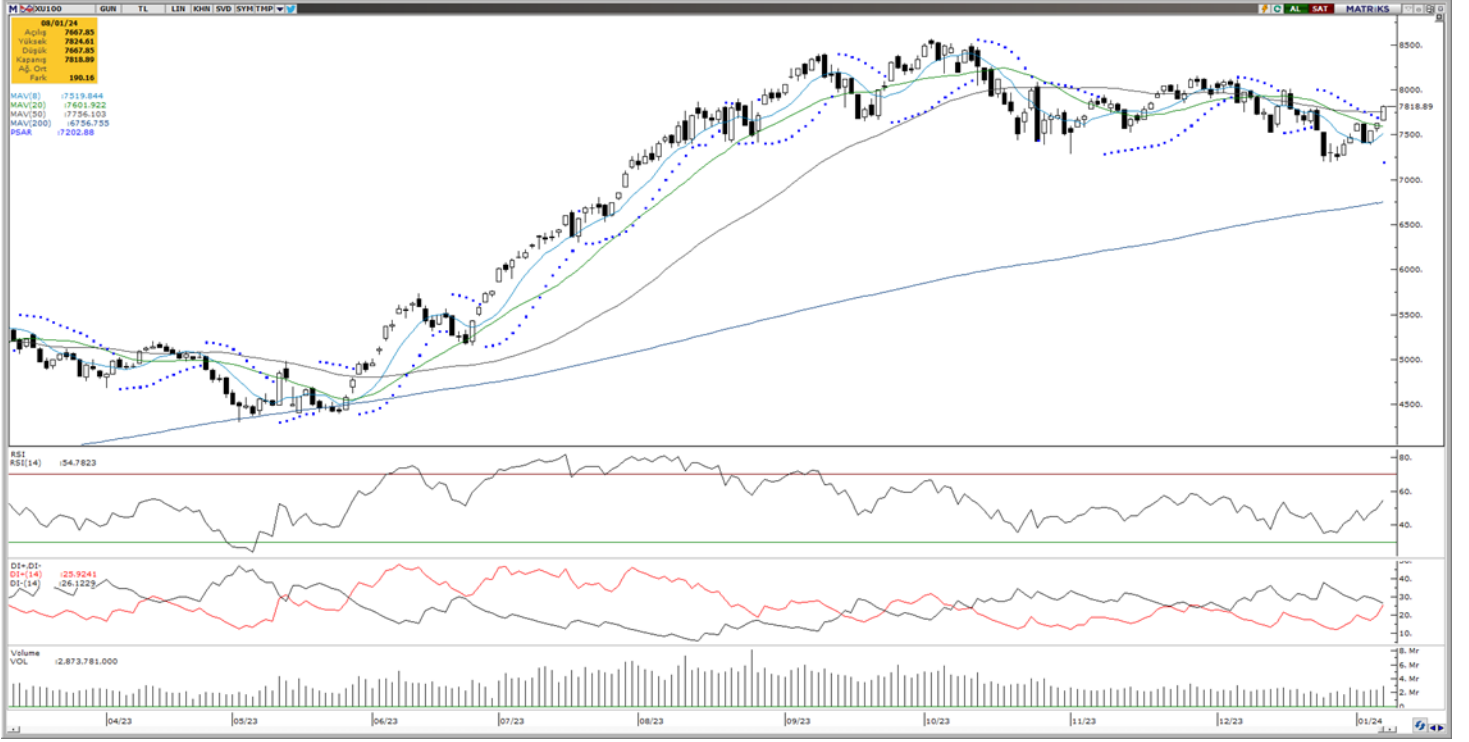 M XU100 GUN TL LIN KHN SVD SYM TMP AL SAT MATRİKS
08/01/24
Açılış 7667.85
Yüksek 7824.61
Düşük 7667.85
Kapanış 7818.89
Ağ. Ort
Fark 190.16
MAV(8) :7519.844
MAV(20) :7601.922
MAV(50) :7756.103
MAV(200) :6756.755
PSAR :7202.88
8500.
8000.
7818.89
7500.
7000.
6500.
6000.
5500.
5000.
4500.
RSI
RSI(14) :54.7823
80.
60.
40.
DI+,DI-
DI+(14) :25.9241
DI-(14) :26.1229
40.
30.
20.
10.
Volume
VOL :2.873.781.000
8. Mr
6. Mr
4. Mr
2. Mr
0.
04/23 05/23 06/23 07/23 08/23 09/23 10/23 11/23 12/23 01/24